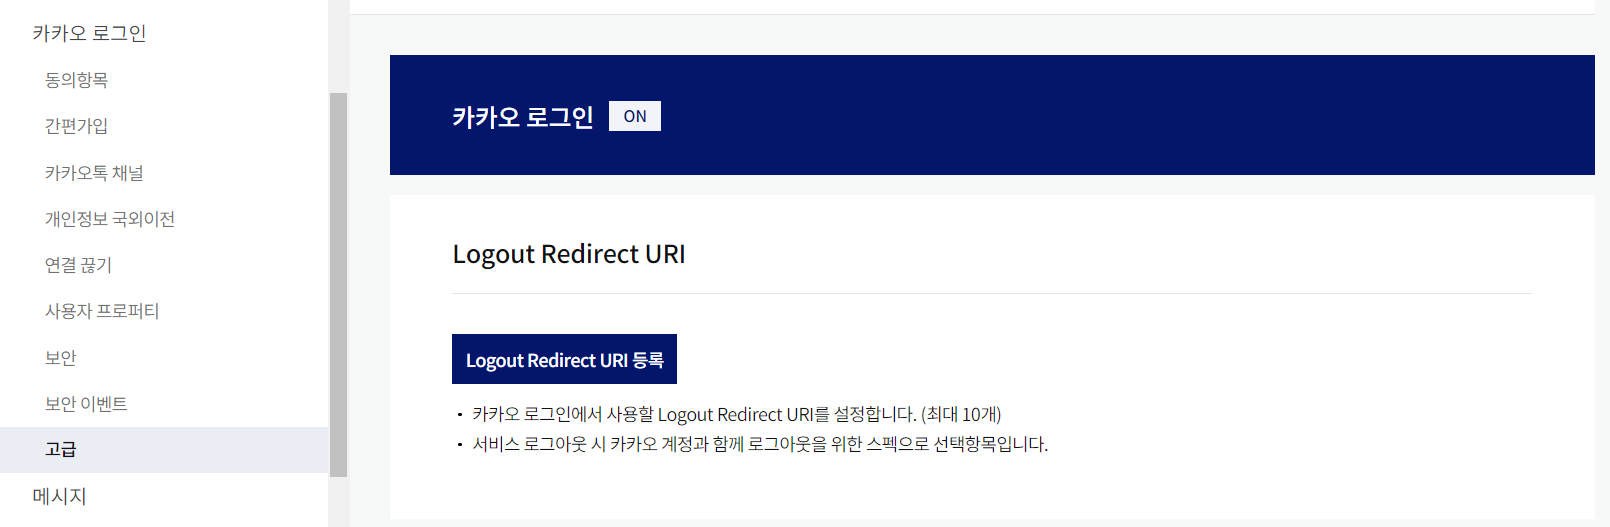 카카오 로그인
동의항목
간편가입
카카오톡 채널
개인정보 국외이전
연결 끊기
사용자 프로퍼티
보안
보안 이벤트
고급
메시지
카카오 로그인 ON
Logout Redirect URI
Logout Redirect URI 등록
• 카카오 로그인에서 사용할 Logout Redirect URI를 설정합니다. (최대 10개)
• 서비스 로그아웃 시 카카오 계정과 함께 로그아웃을 위한 스펙으로 선택항목입니다.